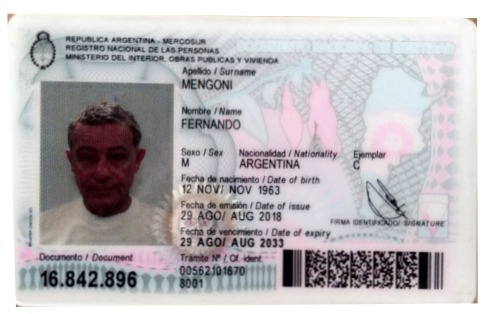 REPUBLICA ARGENTINA - MERCOSUR
REGISTRO NACIONAL DE LAS PERSONAS
MINISTERIO DEL INTERIOR, OBRAS PUBLICAS Y VIVIENDA
Apellido / Surname
MENGONI
Nombre / Name
FERNANDO
Sexo / Sex Nacionalidad / Nationality Ejemplar
M ARGENTINA C
Fecha de nacimiento / Date of birth
12 NOV/ NOV 1963
Fecha de emisión / Date of issue
29 AGO/ AUG 2018
FIRMA IDENTIFICADO/ SIGNATURE
Fecha de vencimiento / Date of expiry
29 AGO/ AUG 2033
Documento / Document Trámite Nº / Of. ident.
16.842.896 00562101670
8001